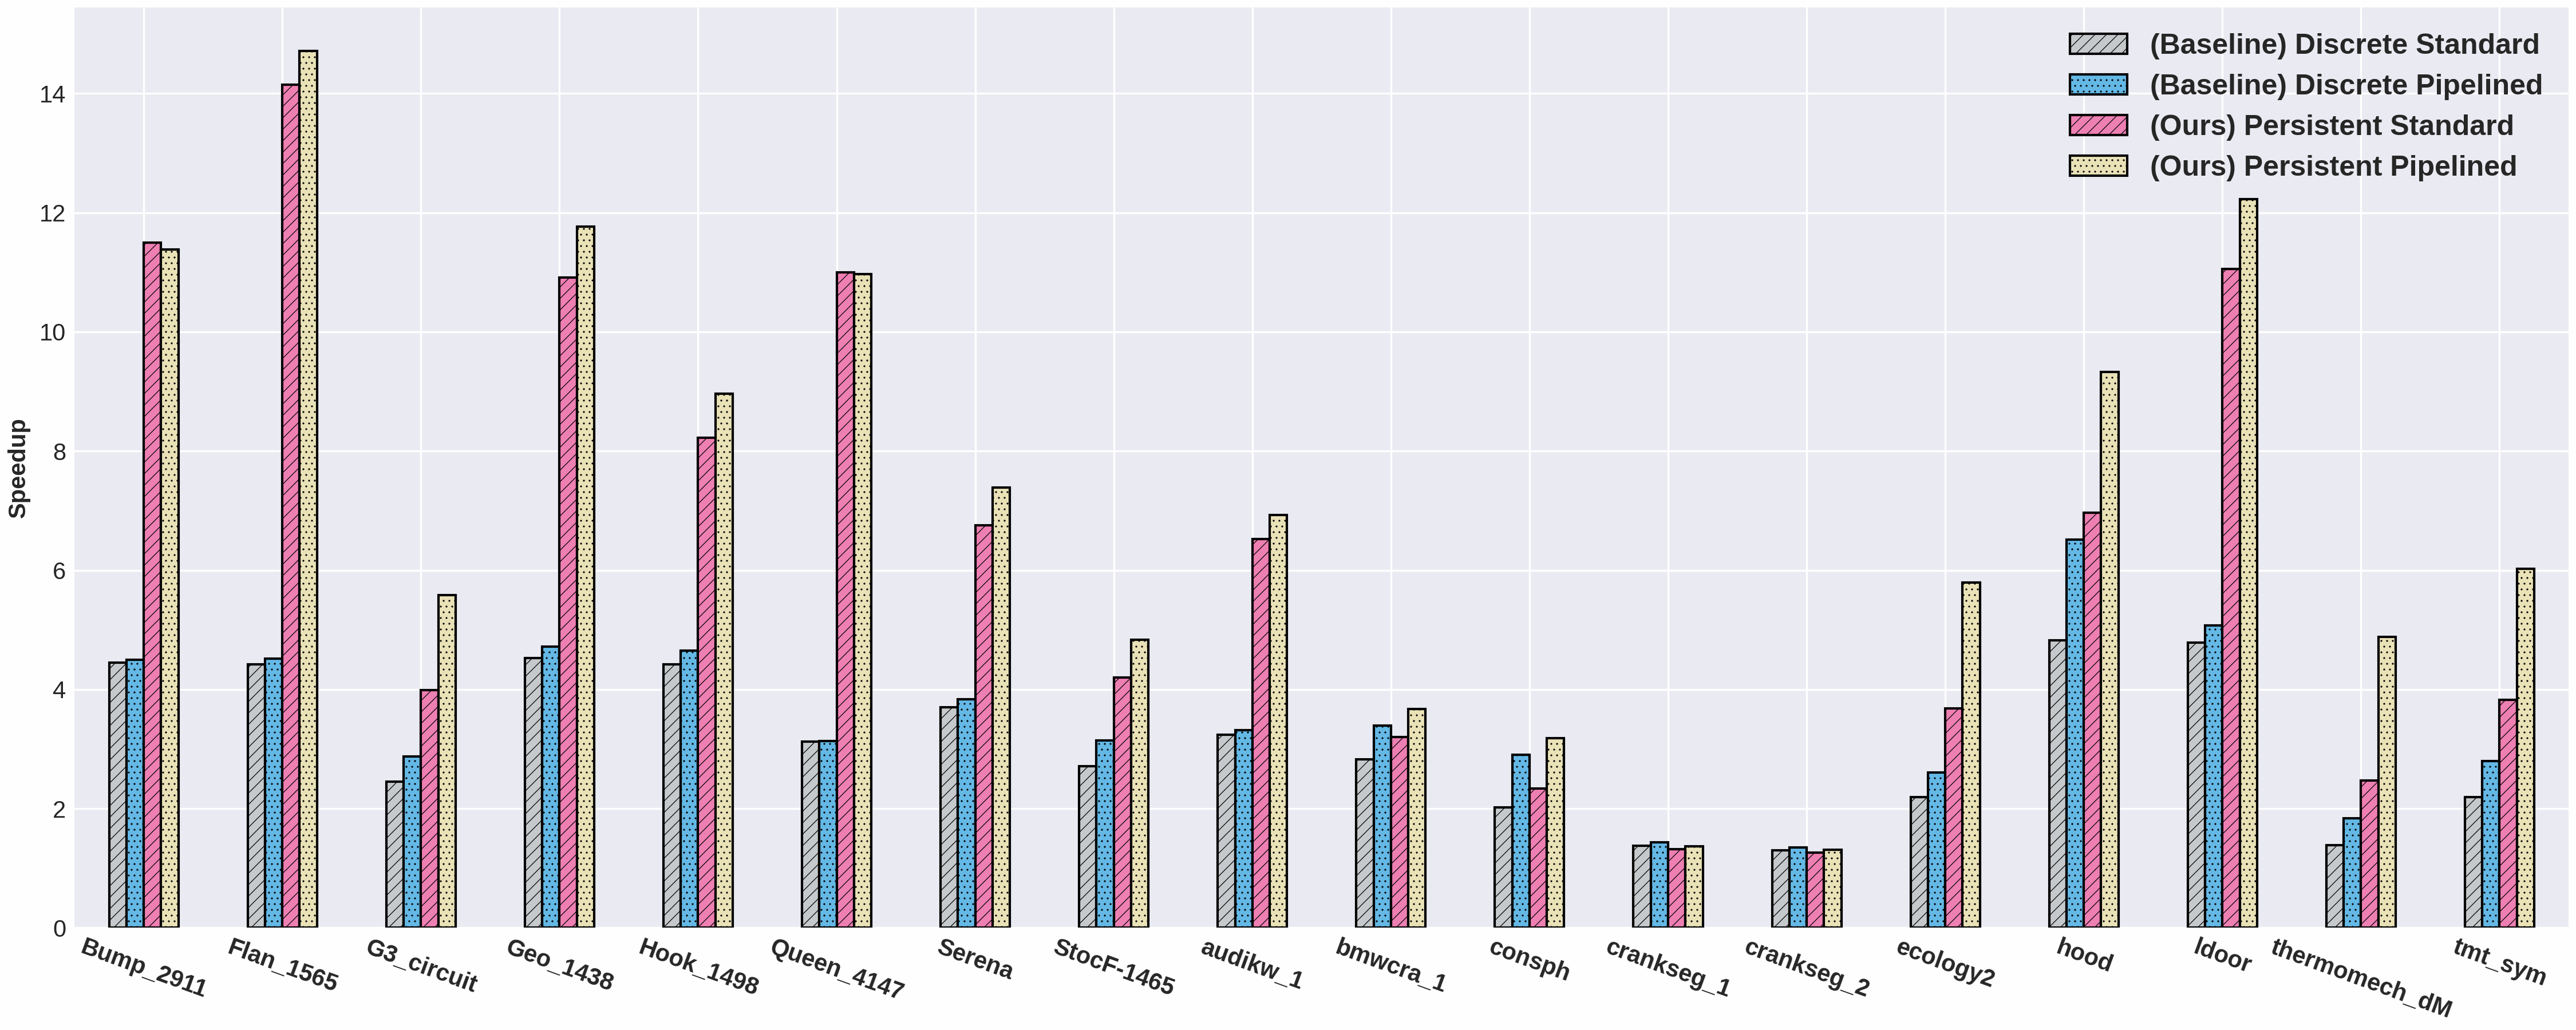 (Baseline) Discrete Standard
(Baseline) Discrete Pipelined
(Ours) Persistent Standard
(Ours) Persistent Pipelined
Speedup
14
12
10
8
6
4
2
0
Bump_2911
Flan_1565
G3_circuit
Geo_1438
Hook_1498
Queen_4147
Serena
StocF-1465
audikw_1
bmwcra_1
consph
crankseg_1
crankseg_2
ecology2
hood
ldoor
thermomech_dM
tmt_sym